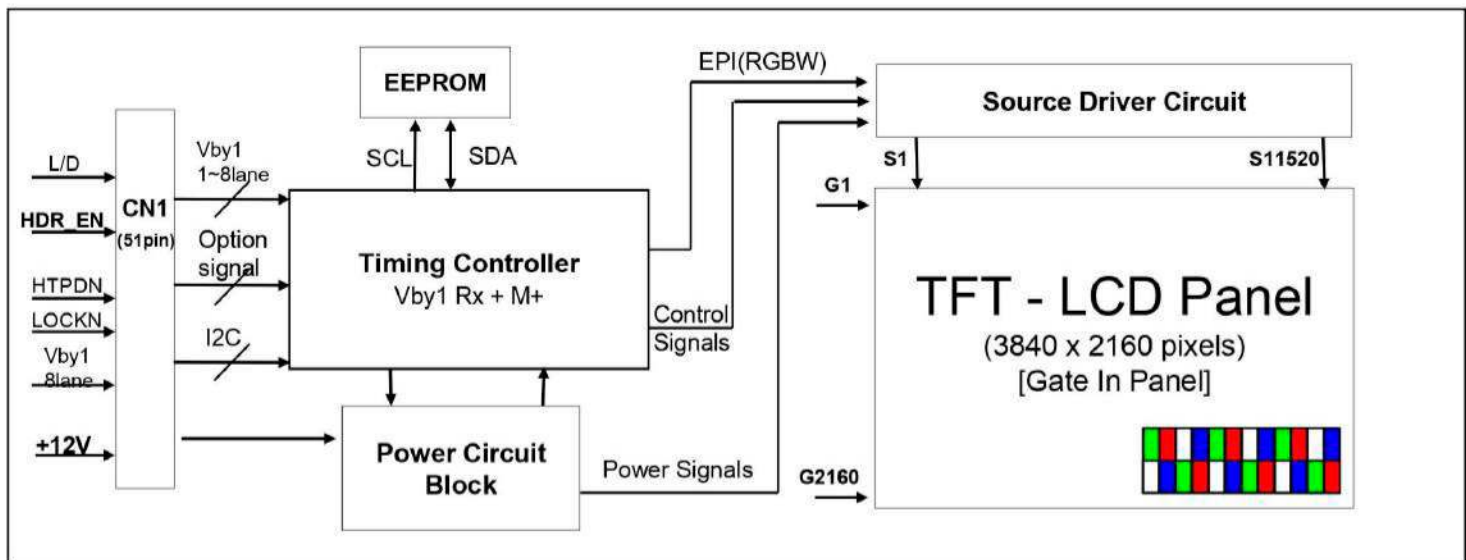 L/D
HDR_EN
HTPDN
LOCKN
Vby1
8lane
+12V
CN1
(51pin)
Vby1
1~8lane
Option
signal
I2C
EEPROM
SCL
SDA
Timing Controller
Vby1 Rx + M+
Power Circuit
Block
EPI(RGBW)
Control
Signals
Power Signals
Source Driver Circuit
S1
S11520
G1
G2160
TFT - LCD Panel
(3840 x 2160 pixels)
[Gate In Panel]